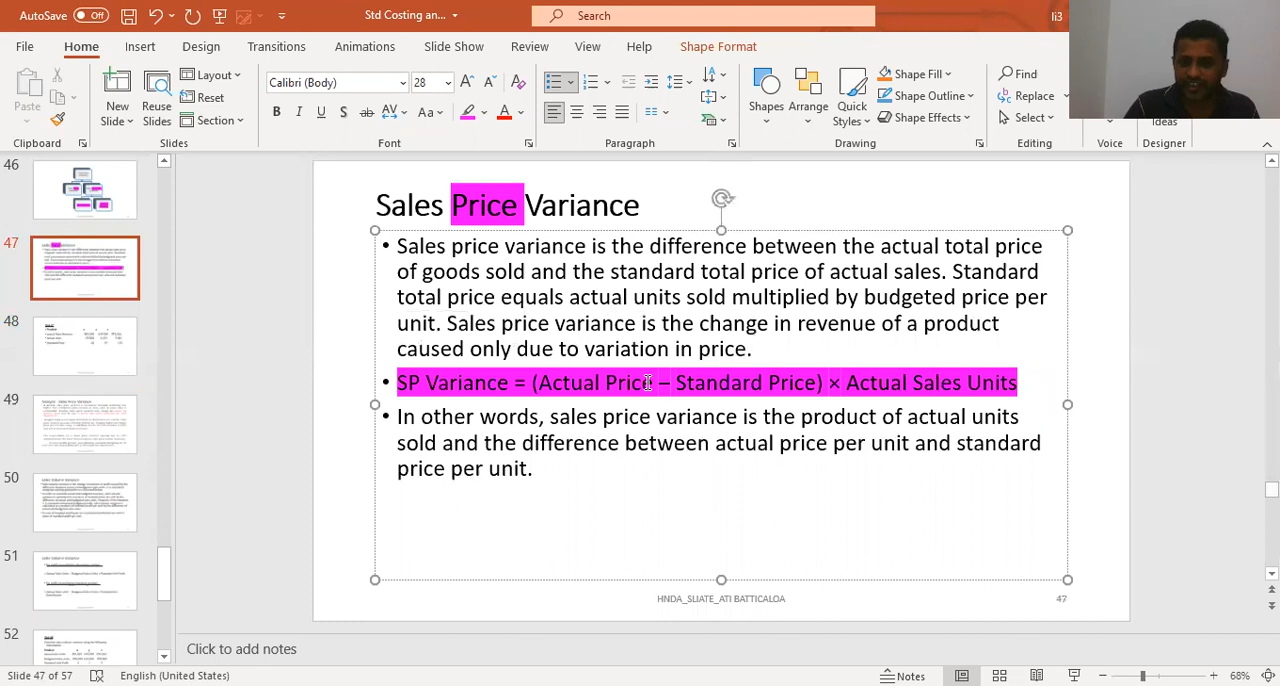 AutoSave Off Std Costing an... Search li3
File Home Insert Design Transitions Animations Slide Show Review View Help Shape Format
Paste New Slide Reuse Slides Layout Reset Section Calibri (Body) 28 Shapes Arrange Quick Styles Shape Fill Shape Outline Shape Effects Find Replace Select Ideas
Clipboard Slides Font Paragraph Drawing Editing Voice Designer
46
47
48
49
50
51
52
Sales Price Variance
• Sales price variance is the difference between the actual total price
of goods sold and the standard total price of actual sales. Standard
total price equals actual units sold multiplied by budgeted price per
unit. Sales price variance is the change in revenue of a product
caused only due to variation in price.
• SP Variance = (Actual Price – Standard Price) × Actual Sales Units
• In other words, sales price variance is the product of actual units
sold and the difference between actual price per unit and standard
price per unit.
HNDA_SLIATE_ATI BATTICALOA 47
Click to add notes
Slide 47 of 57 English (United States) Notes 68%